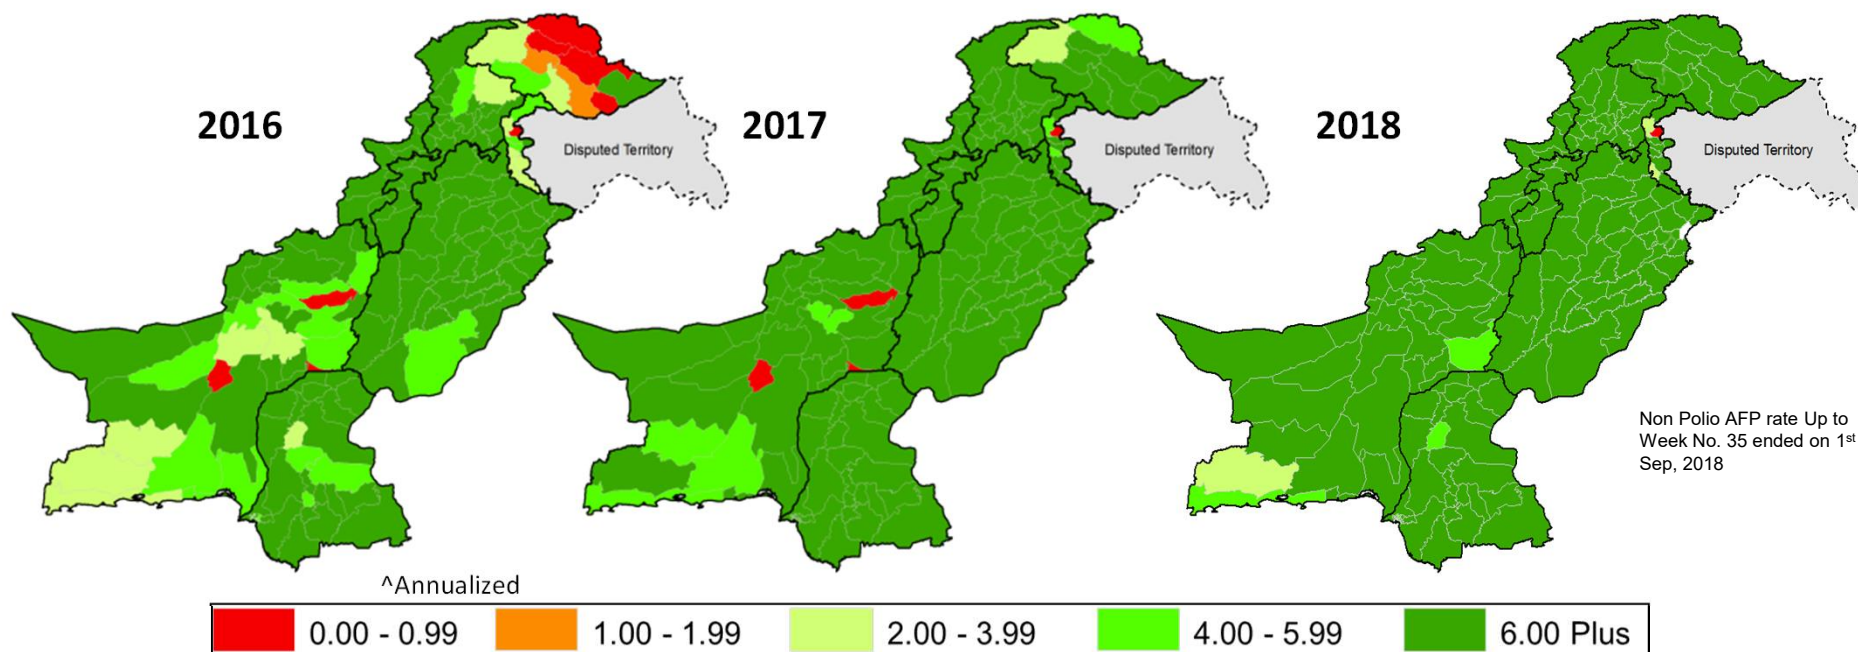 2016
2017
2018
Disputed Territory
Disputed Territory
Disputed Territory
Non Polio AFP rate Up to
Week No. 35 ended on 1st
Sep, 2018
^Annualized
0.00 - 0.99
1.00 - 1.99
2.00 - 3.99
4.00 - 5.99
6.00 Plus